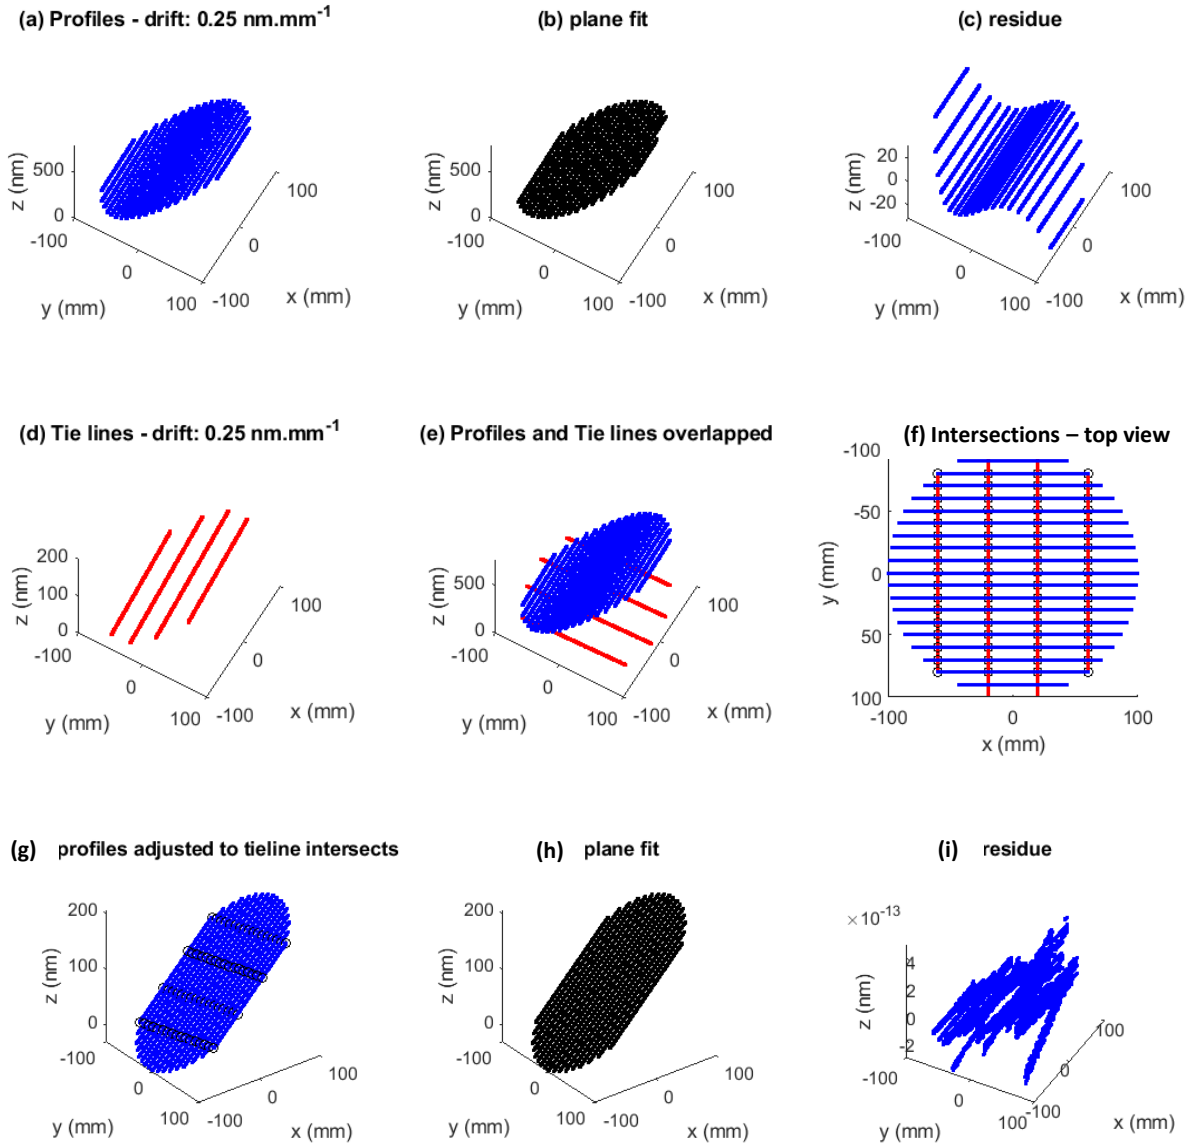 (a) Profiles - drift: 0.25 nm.mm-1
(b) plane fit
(c) residue
z (nm)
500
0
-100
0
100
y (mm)
-100
0
100
x (mm)
z (nm)
500
0
-100
0
100
y (mm)
-100
0
100
x (mm)
z (nm)
20
0
-20
-100
0
100
y (mm)
-100
0
100
x (mm)
(d) Tie lines - drift: 0.25 nm.mm-1
(e) Profiles and Tie lines overlapped
(f) Intersections – top view
z (nm)
200
100
0
-100
0
100
y (mm)
-100
0
100
x (mm)
z (nm)
500
0
-100
0
100
y (mm)
-100
0
100
x (mm)
-100
-50
0
50
100
y (mm)
-100
0
100
x (mm)
(g) profiles adjusted to tieline intersects
(h) plane fit
(i) residue
z (nm)
200
100
0
-100
0
100
y (mm)
-100
0
100
x (mm)
z (nm)
200
100
0
-100
0
100
y (mm)
-100
0
100
x (mm)
×10-13
z (nm)
4
2
0
-2
-100
0
100
y (mm)
-100
0
100
x (mm)